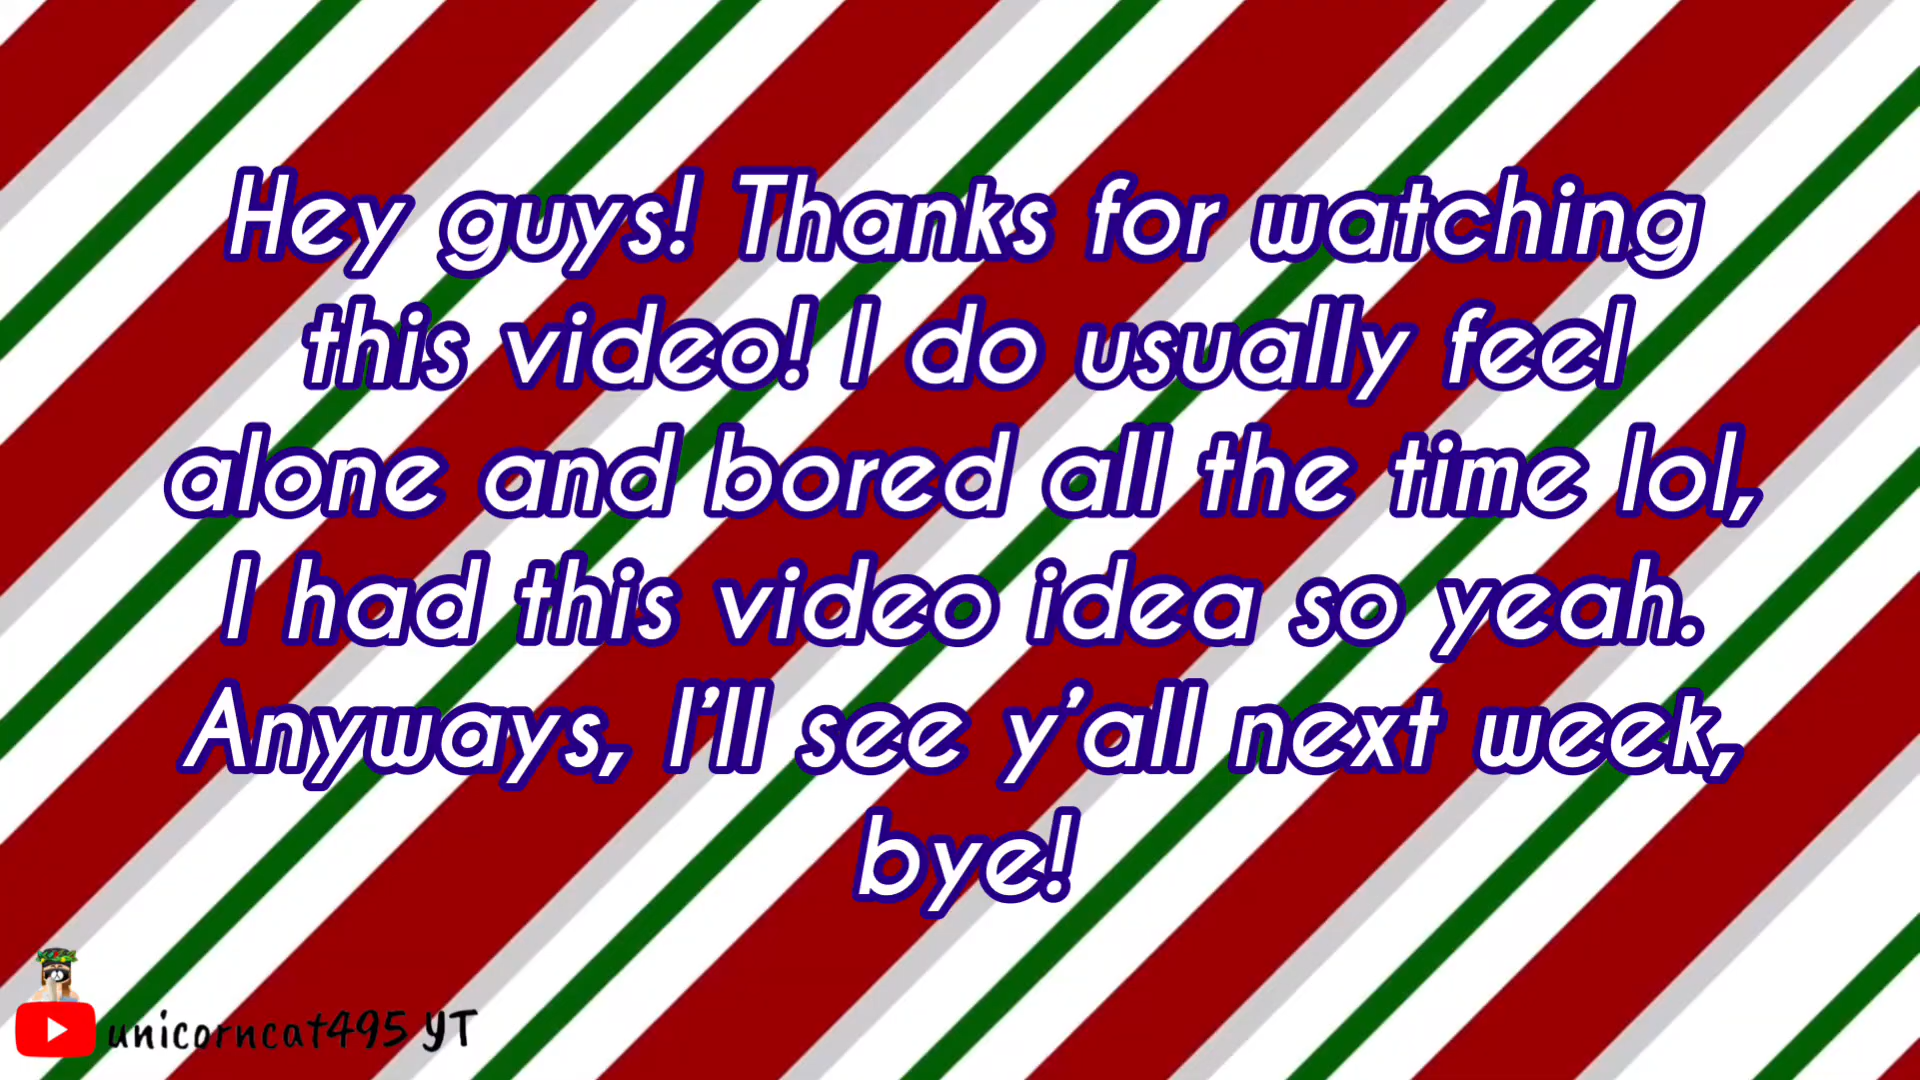 Hey guys! Thanks for watching
this video! I do usually feel
alone and bored all the time lol,
I had this video idea so yeah.
Anyways, I'll see y'all next week,
bye!
unicorncat495 YT